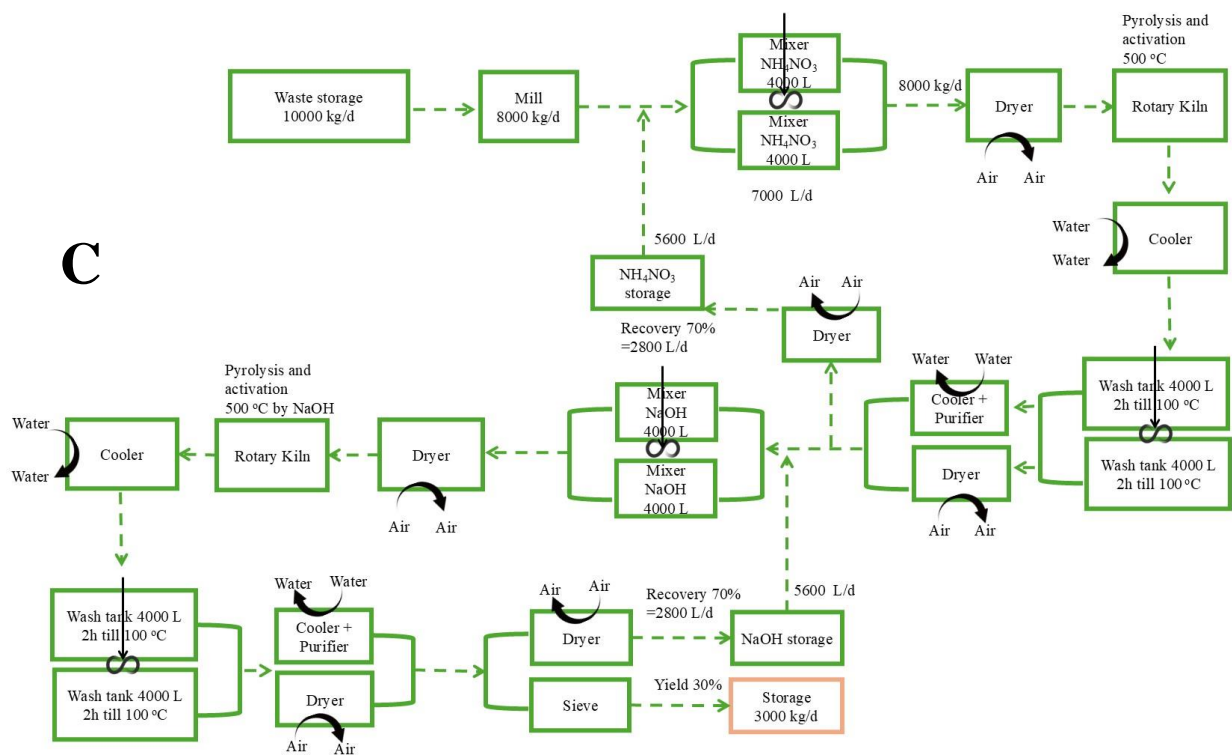 Waste storage
10000 kg/d
Mill
8000 kg/d
Mixer
NH₄NO₃
4000 L
Mixer
NH₄NO₃
4000 L
7000 L/d
8000 kg/d
Dryer
Air
Air
Pyrolysis and
activation
500 °C
Rotary Kiln
C
5600 L/d
NH₄NO₃
storage
Recovery 70%
=2800 L/d
Air
Air
Dryer
Water
Water
Cooler
Wash tank 4000 L
2h till 100 °C
Wash tank 4000 L
2h till 100 °C
Water
Water
Cooler +
Purifier
Dryer
Air
Air
Mixer
NaOH
4000 L
Mixer
NaOH
4000 L
Dryer
Air
Air
Pyrolysis and
activation
500 °C by NaOH
Rotary Kiln
Water
Water
Cooler
Wash tank 4000 L
2h till 100 °C
Wash tank 4000 L
2h till 100 °C
Water
Water
Cooler +
Purifier
Dryer
Air
Air
Air
Air
Dryer
Recovery 70%
=2800 L/d
5600 L/d
NaOH storage
Sieve
Yield 30%
Storage
3000 kg/d